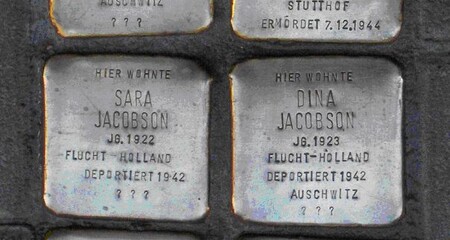 AUSCHWITZ
? ? ?
STUTTHOF
ERMÖRDET 7.12.1944
HIER WOHNTE
SARA
JACOBSON
JG. 1922
FLUCHT-HOLLAND
DEPORTIERT 1942
? ? ?
HIER WOHNTE
DINA
JACOBSON
JG. 1923
FLUCHT-HOLLAND
DEPORTIERT 1942
AUSCHWITZ
? ? ?